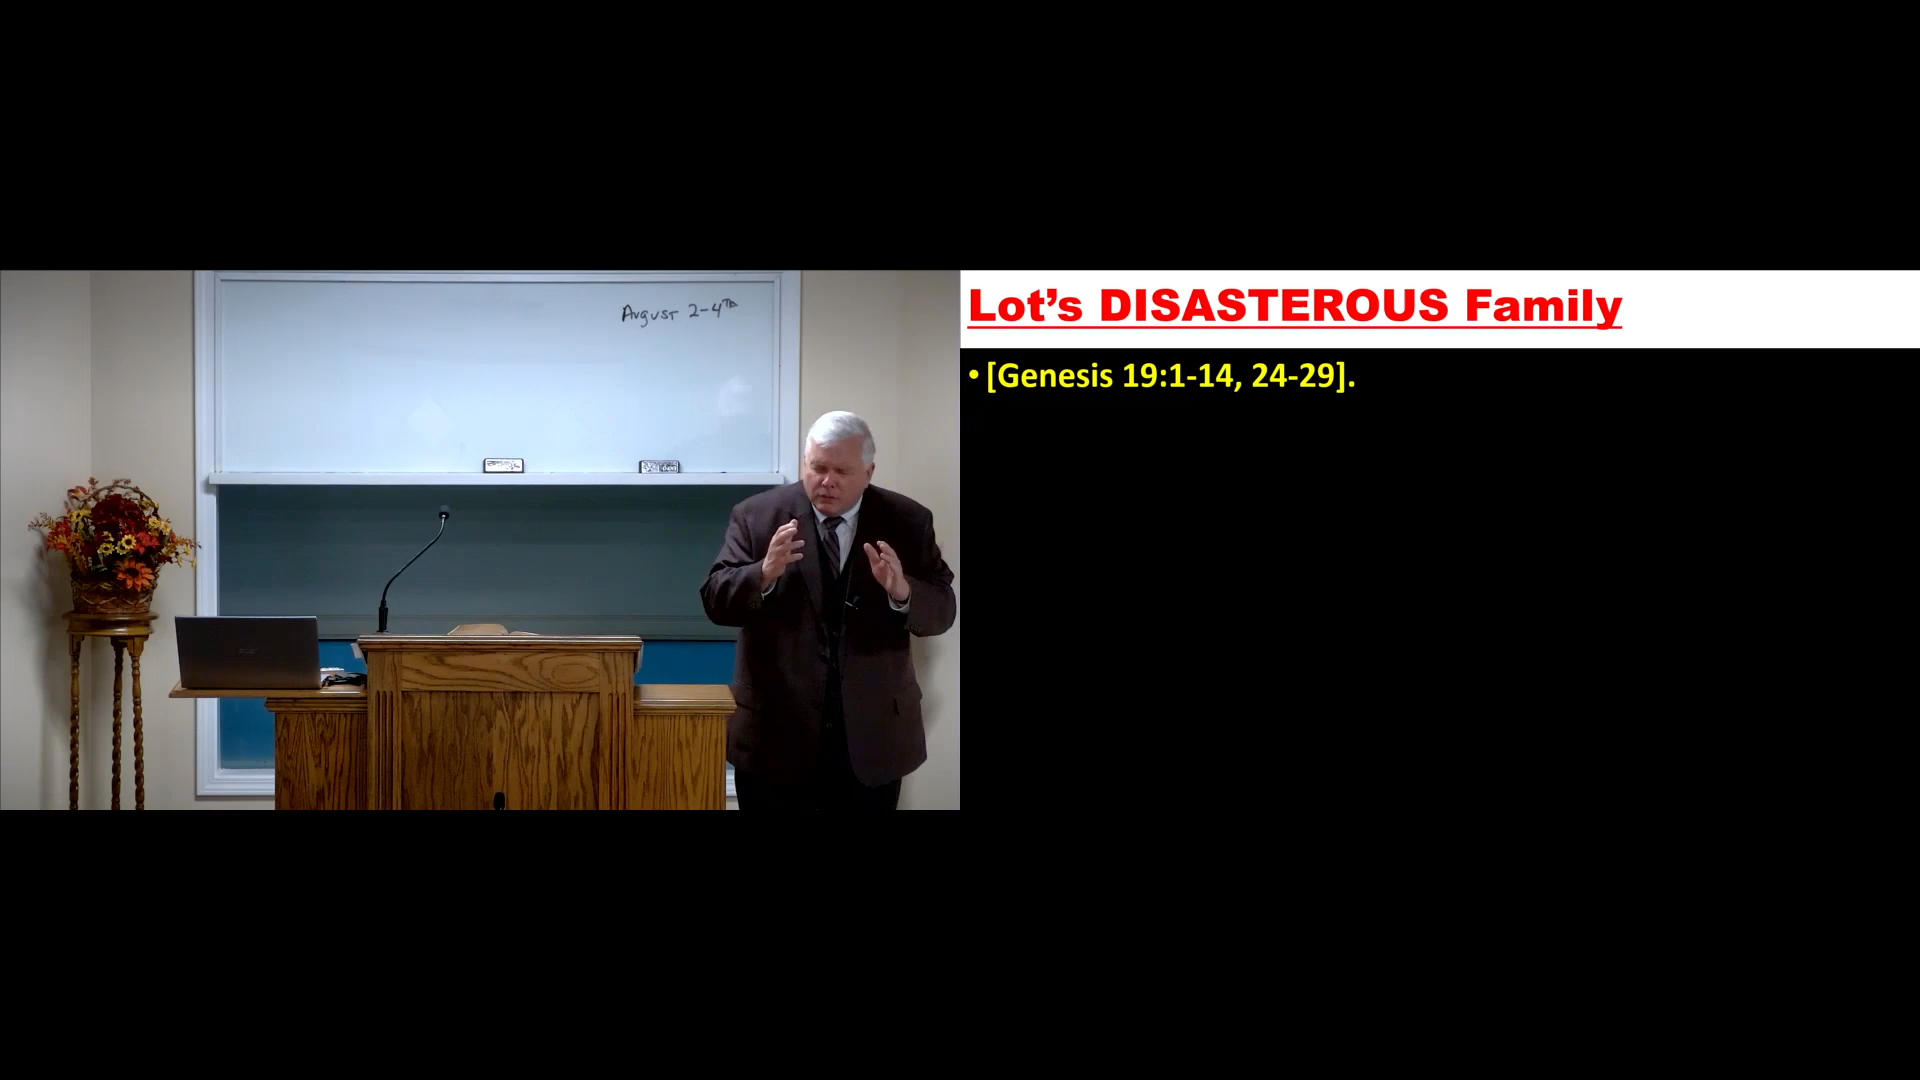 August 2-4TH
Lot's DISASTEROUS Family
• [Genesis 19:1-14, 24-29].